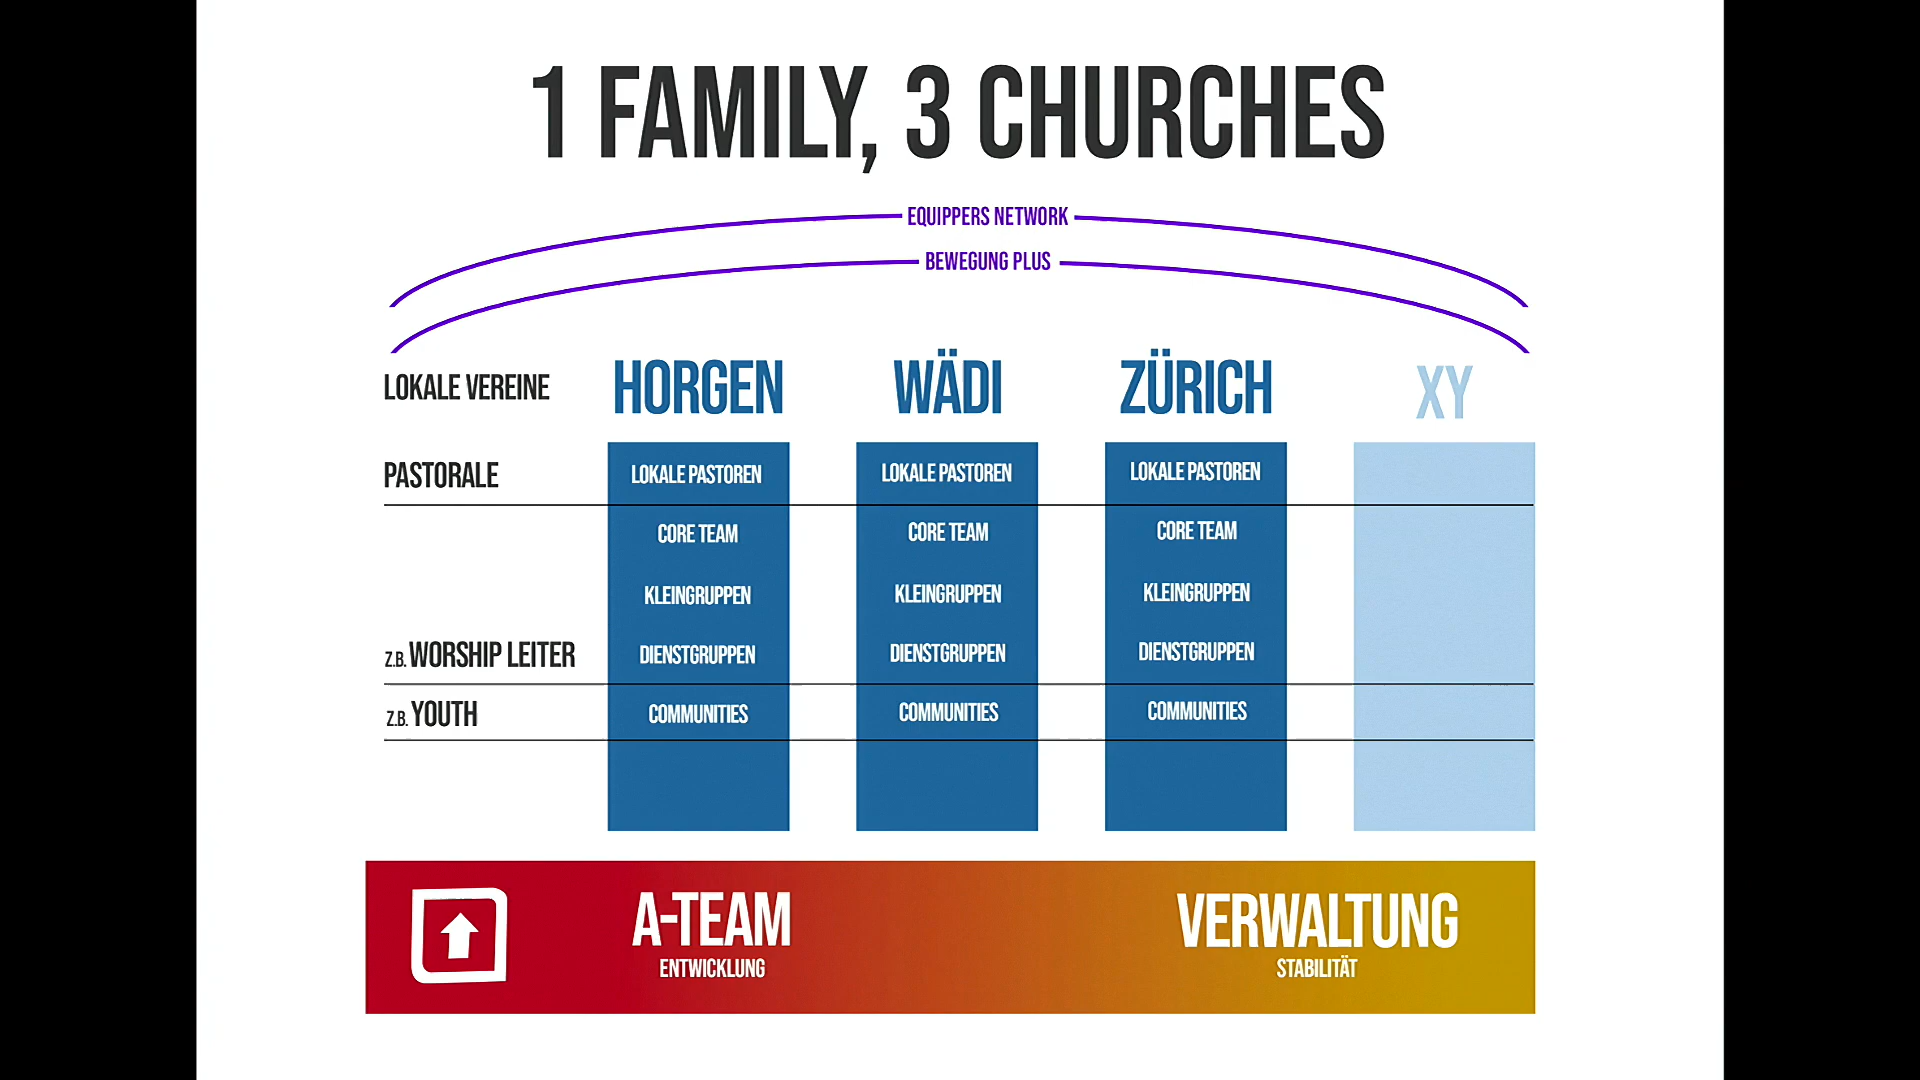 1 FAMILY, 3 CHURCHES
EQUIPPERS NETWORK
BEWEGUNG PLUS
LOKALE VEREINE HORGEN WÄDI ZÜRICH XY
PASTORALE LOKALE PASTOREN LOKALE PASTOREN LOKALE PASTOREN
CORE TEAM CORE TEAM CORE TEAM
KLEINGRUPPEN KLEINGRUPPEN KLEINGRUPPEN
Z.B. WORSHIP LEITER DIENSTGRUPPEN DIENSTGRUPPEN DIENSTGRUPPEN
Z.B. YOUTH COMMUNITIES COMMUNITIES COMMUNITIES
A-TEAM VERWALTUNG
ENTWICKLUNG STABILITÄT